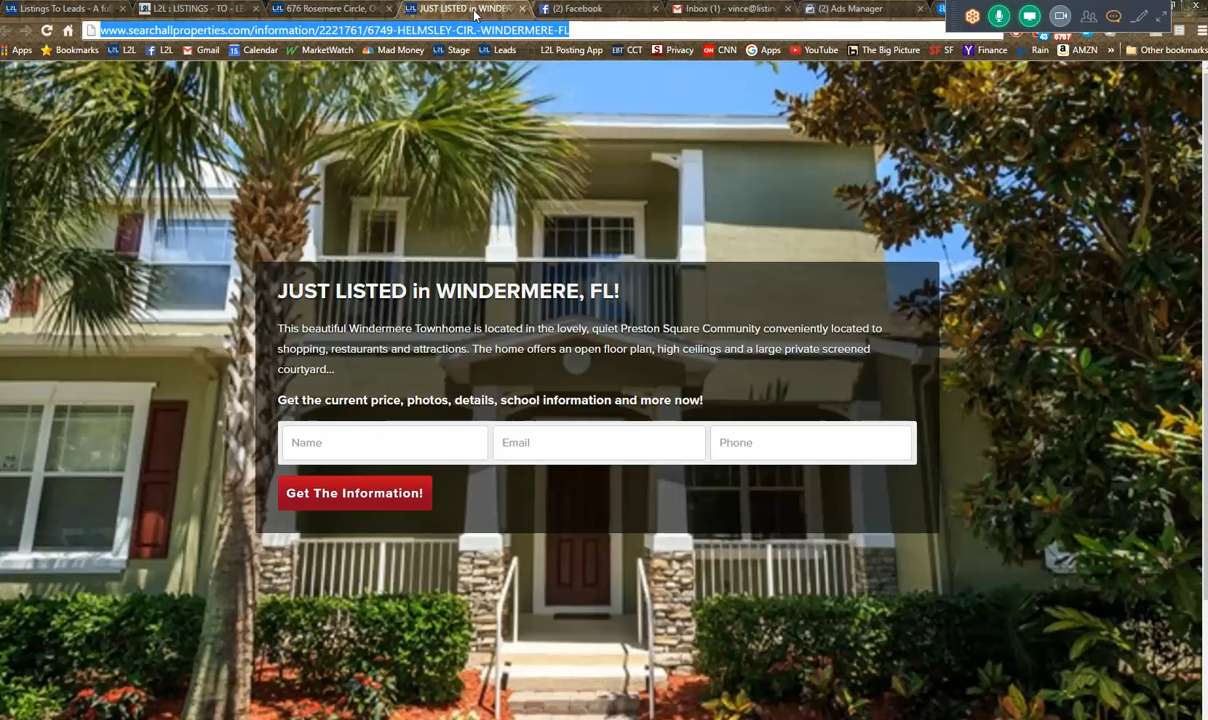 Listings To Leads - A ful
L2L : LISTINGS - TO - LE
676 Rosemere Circle, O
JUST LISTED in WINDER
(2) Facebook
Inbox (1) - vince@listin
(2) Ads Manager
www.searchallproperties.com/information/2221761/6749-HELMSLEY-CIR.-WINDERMERE-FL
Apps Bookmarks L2L L2L Gmail Calendar MarketWatch Mad Money Stage Leads L2L Posting App CCT Privacy CNN Apps YouTube The Big Picture SF Finance Rain AMZN » Other bookmarks
JUST LISTED in WINDERMERE, FL!
This beautiful Windermere Townhome is located in the lovely, quiet Preston Square Community conveniently located to
shopping, restaurants and attractions. The home offers an open floor plan, high ceilings and a large private screened
courtyard...
Get the current price, photos, details, school information and more now!
Name
Email
Phone
Get The Information!